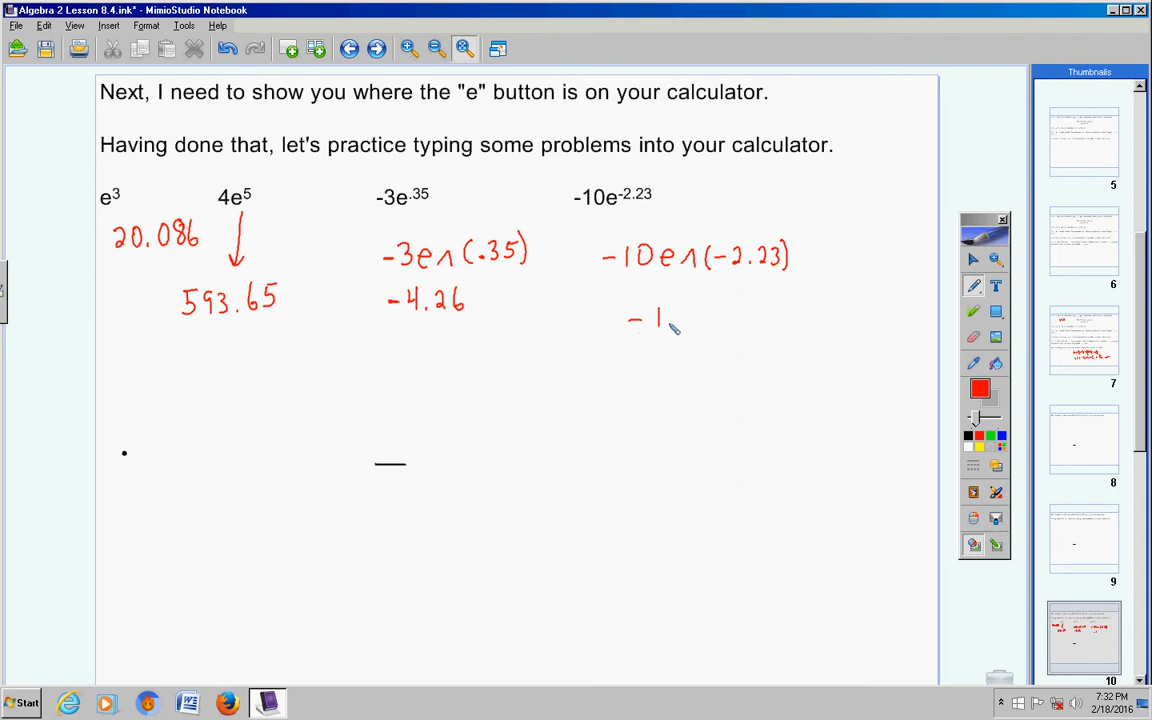 Algebra 2 Lesson 8.4.ink* - MimioStudio Notebook
File Edit View Insert Format Tools Help
Thumbnails
Next, I need to show you where the "e" button is on your calculator.
Having done that, let's practice typing some problems into your calculator.
e³ 4e⁵ -3e^.35 -10e^-2.23
20.086
-3e^(.35) -10e^(-2.23)
593.65 -4.26
-1
5
6
7
8
9
10
Start
7:32 PM
2/18/2016